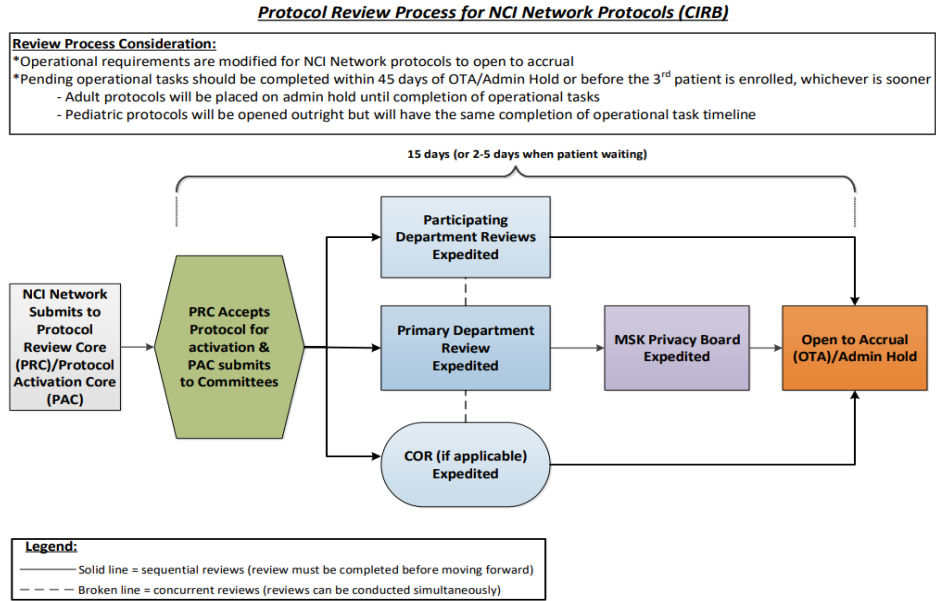 Protocol Review Process for NCI Network Protocols (CIRB)
Review Process Consideration:
*Operational requirements are modified for NCI Network protocols to open to accrual
*Pending operational tasks should be completed within 45 days of OTA/Admin Hold or before the 3rd patient is enrolled, whichever is sooner
- Adult protocols will be placed on admin hold until completion of operational tasks
- Pediatric protocols will be opened outright but will have the same completion of operational task timeline
15 days (or 2-5 days when patient waiting)
NCI Network
Submits to
Protocol
Review Core
(PRC)/Protocol
Activation Core
(PAC)
PRC Accepts
Protocol for
activation &
PAC submits
to Committees
Participating
Department Reviews
Expedited
Primary Department
Review
Expedited
COR (if applicable)
Expedited
MSK Privacy Board
Expedited
Open to Accrual
(OTA)/Admin Hold
Legend:
Solid line = sequential reviews (review must be completed before moving forward)
Broken line = concurrent reviews (reviews can be conducted simultaneously)